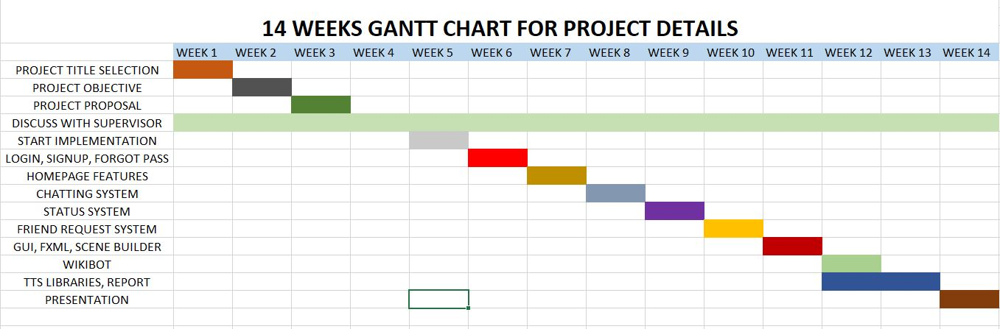 14 WEEKS GANTT CHART FOR PROJECT DETAILS
WEEK 1 WEEK 2 WEEK 3 WEEK 4 WEEK 5 WEEK 6 WEEK 7 WEEK 8 WEEK 9 WEEK 10 WEEK 11 WEEK 12 WEEK 13 WEEK 14
PROJECT TITLE SELECTION
PROJECT OBJECTIVE
PROJECT PROPOSAL
DISCUSS WITH SUPERVISOR
START IMPLEMENTATION
LOGIN, SIGNUP, FORGOT PASS
HOMEPAGE FEATURES
CHATTING SYSTEM
STATUS SYSTEM
FRIEND REQUEST SYSTEM
GUI, FXML, SCENE BUILDER
WIKIBOT
TTS LIBRARIES, REPORT
PRESENTATION